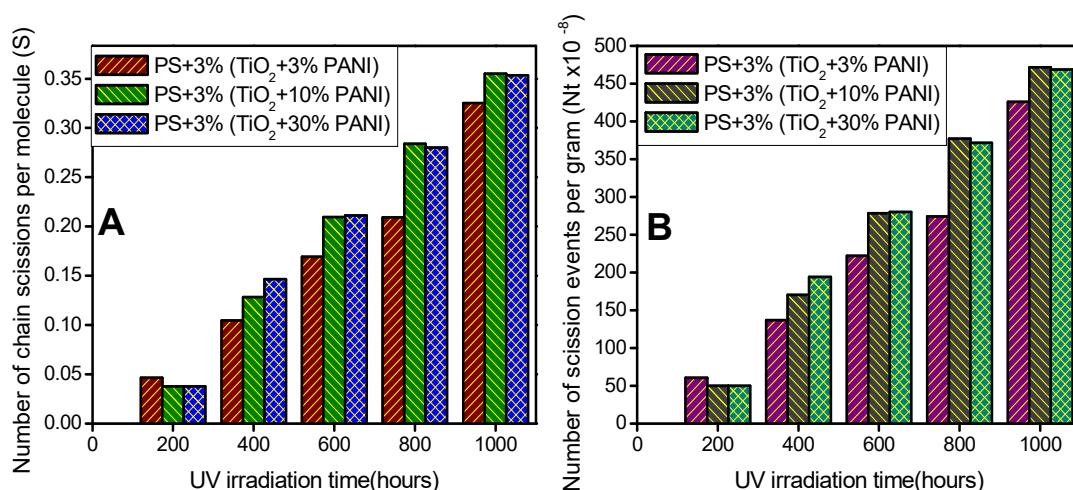 Number of chain scissions per molecule (S)
0.35
0.30
0.25
0.20
0.15
0.10
0.05
0.00
PS+3% (TiO₂+3% PANI)
PS+3% (TiO₂+10% PANI)
PS+3% (TiO₂+30% PANI)
A
0 200 400 600 800 1000
UV irradiation time(hours)
Number of scission events per gram (Nt x10⁻⁸)
500
450
400
350
300
250
200
150
100
50
0
PS+3% (TiO₂+3% PANI)
PS+3% (TiO₂+10% PANI)
PS+3% (TiO₂+30% PANI)
B
0 200 400 600 800 1000
UV irradiation time(hours)